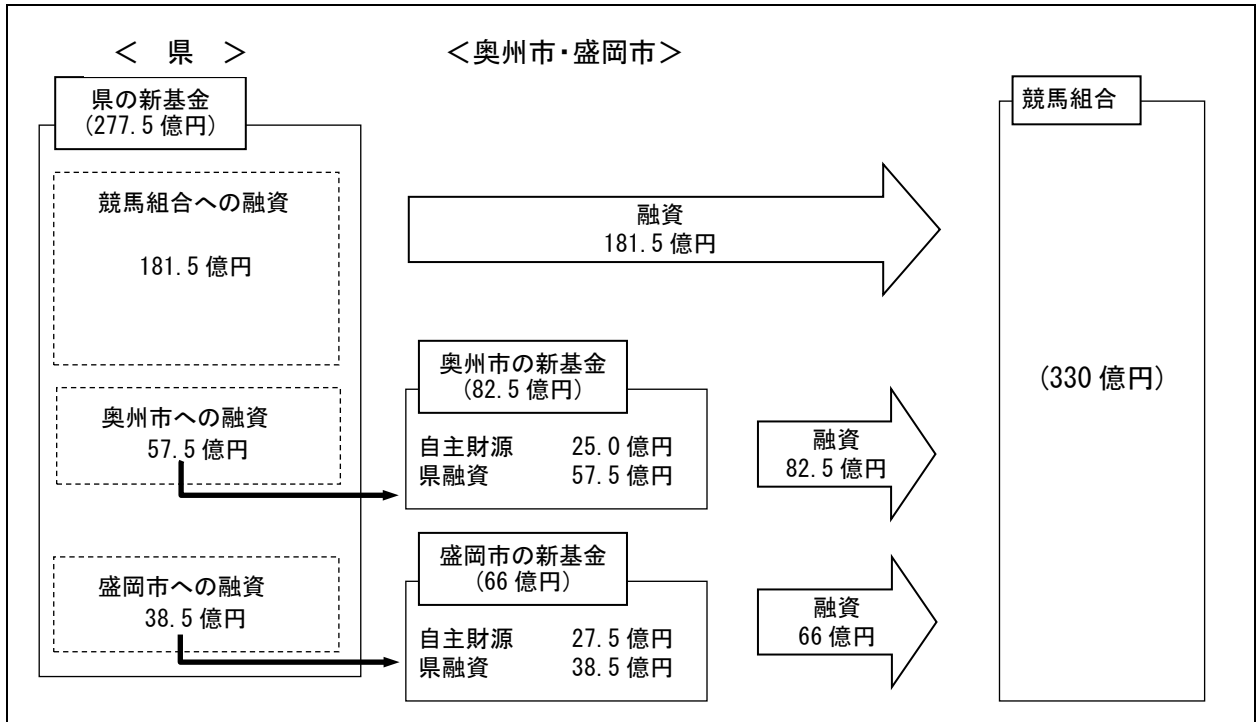 ＜ 県 ＞
県の新基金
(277.5 億円)
競馬組合への融資
181.5 億円
奥州市への融資
57.5 億円
盛岡市への融資
38.5 億円
＜奥州市・盛岡市＞
融資
181.5 億円
奥州市の新基金
(82.5 億円)
自主財源 25.0 億円
県融資 57.5 億円
融資
82.5 億円
盛岡市の新基金
(66 億円)
自主財源 27.5 億円
県融資 38.5 億円
融資
66 億円
競馬組合
(330 億円)